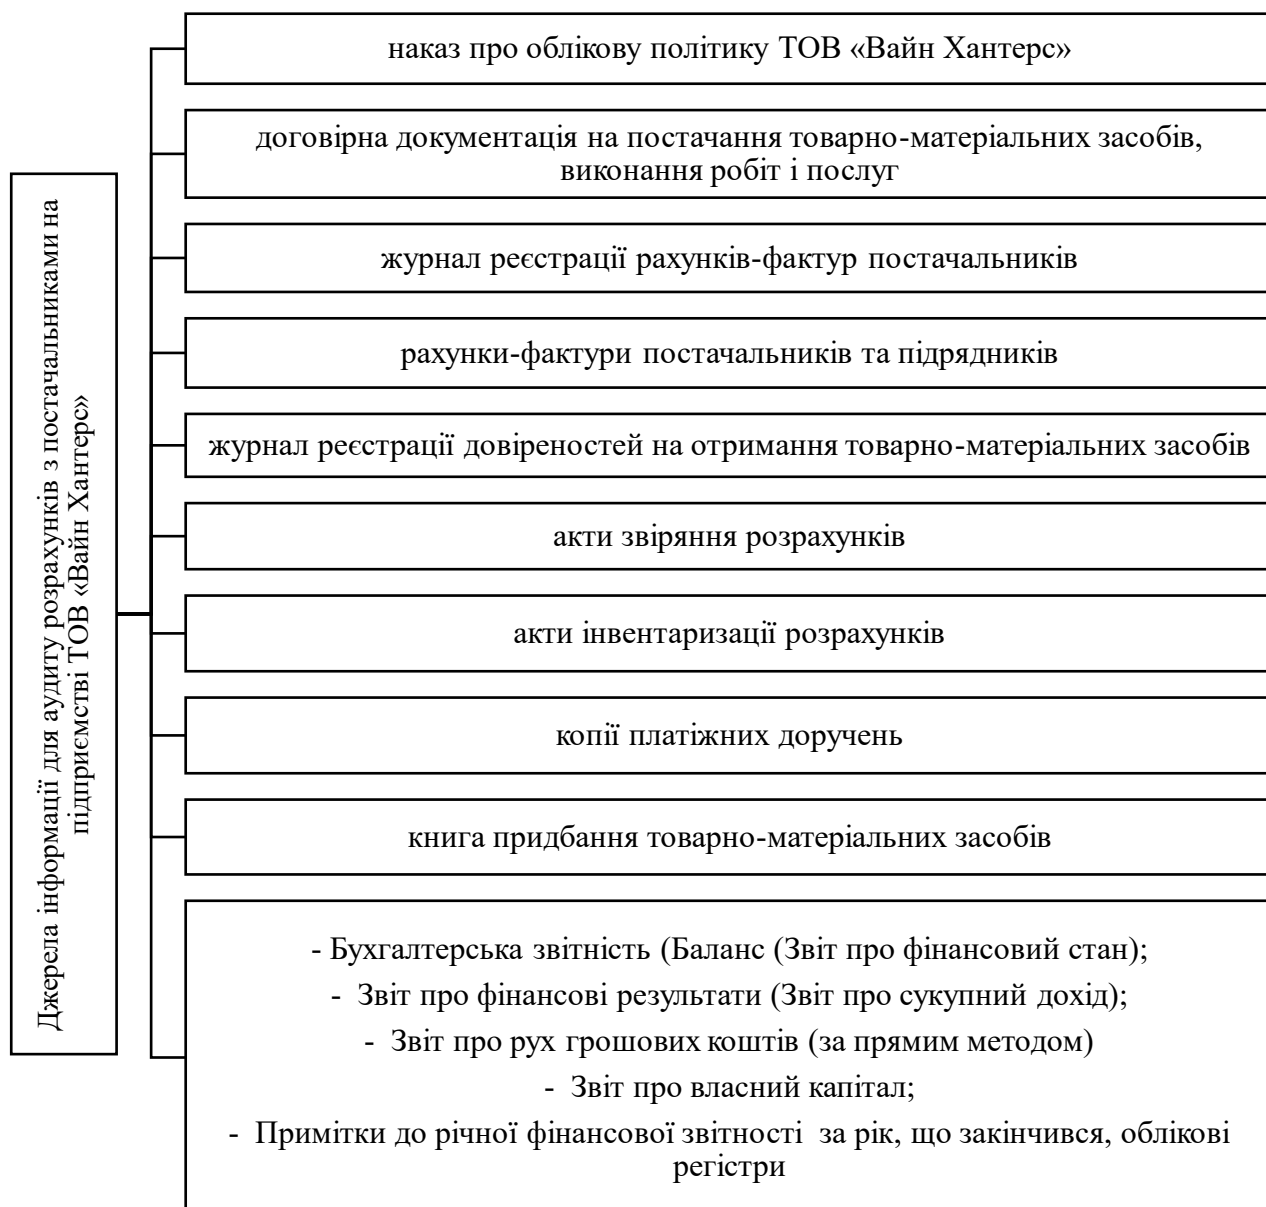 Джерела інформації для аудиту розрахунків з постачальниками на
підприємстві ТОВ «Вайн Хантерс»
наказ про облікову політику ТОВ «Вайн Хантерс»
договірна документація на постачання товарно-матеріальних засобів,
виконання робіт і послуг
журнал реєстрації рахунків-фактур постачальників
рахунки-фактури постачальників та підрядників
журнал реєстрації довіреностей на отримання товарно-матеріальних засобів
акти звіряння розрахунків
акти інвентаризації розрахунків
копії платіжних доручень
книга придбання товарно-матеріальних засобів
- Бухгалтерська звітність (Баланс (Звіт про фінансовий стан);
- Звіт про фінансові результати (Звіт про сукупний дохід);
- Звіт про рух грошових коштів (за прямим методом)
- Звіт про власний капітал;
- Примітки до річної фінансової звітності за рік, що закінчився, облікові
регістри